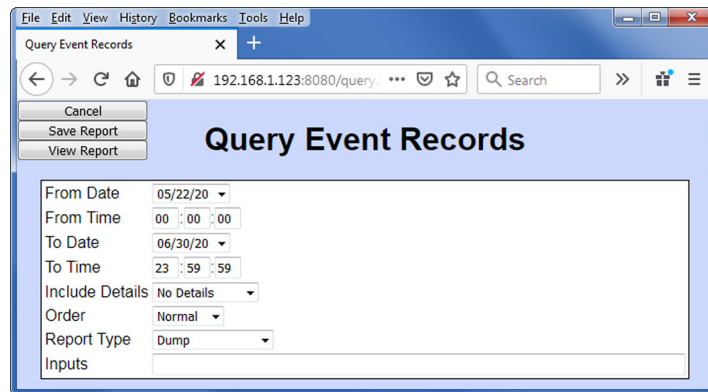 File Edit View History Bookmarks Tools Help
Query Event Records
192.168.1.123:8080/query.
Search
Cancel
Save Report
View Report
Query Event Records
From Date 05/22/20
From Time 00 : 00 : 00
To Date 06/30/20
To Time 23 : 59 : 59
Include Details No Details
Order Normal
Report Type Dump
Inputs